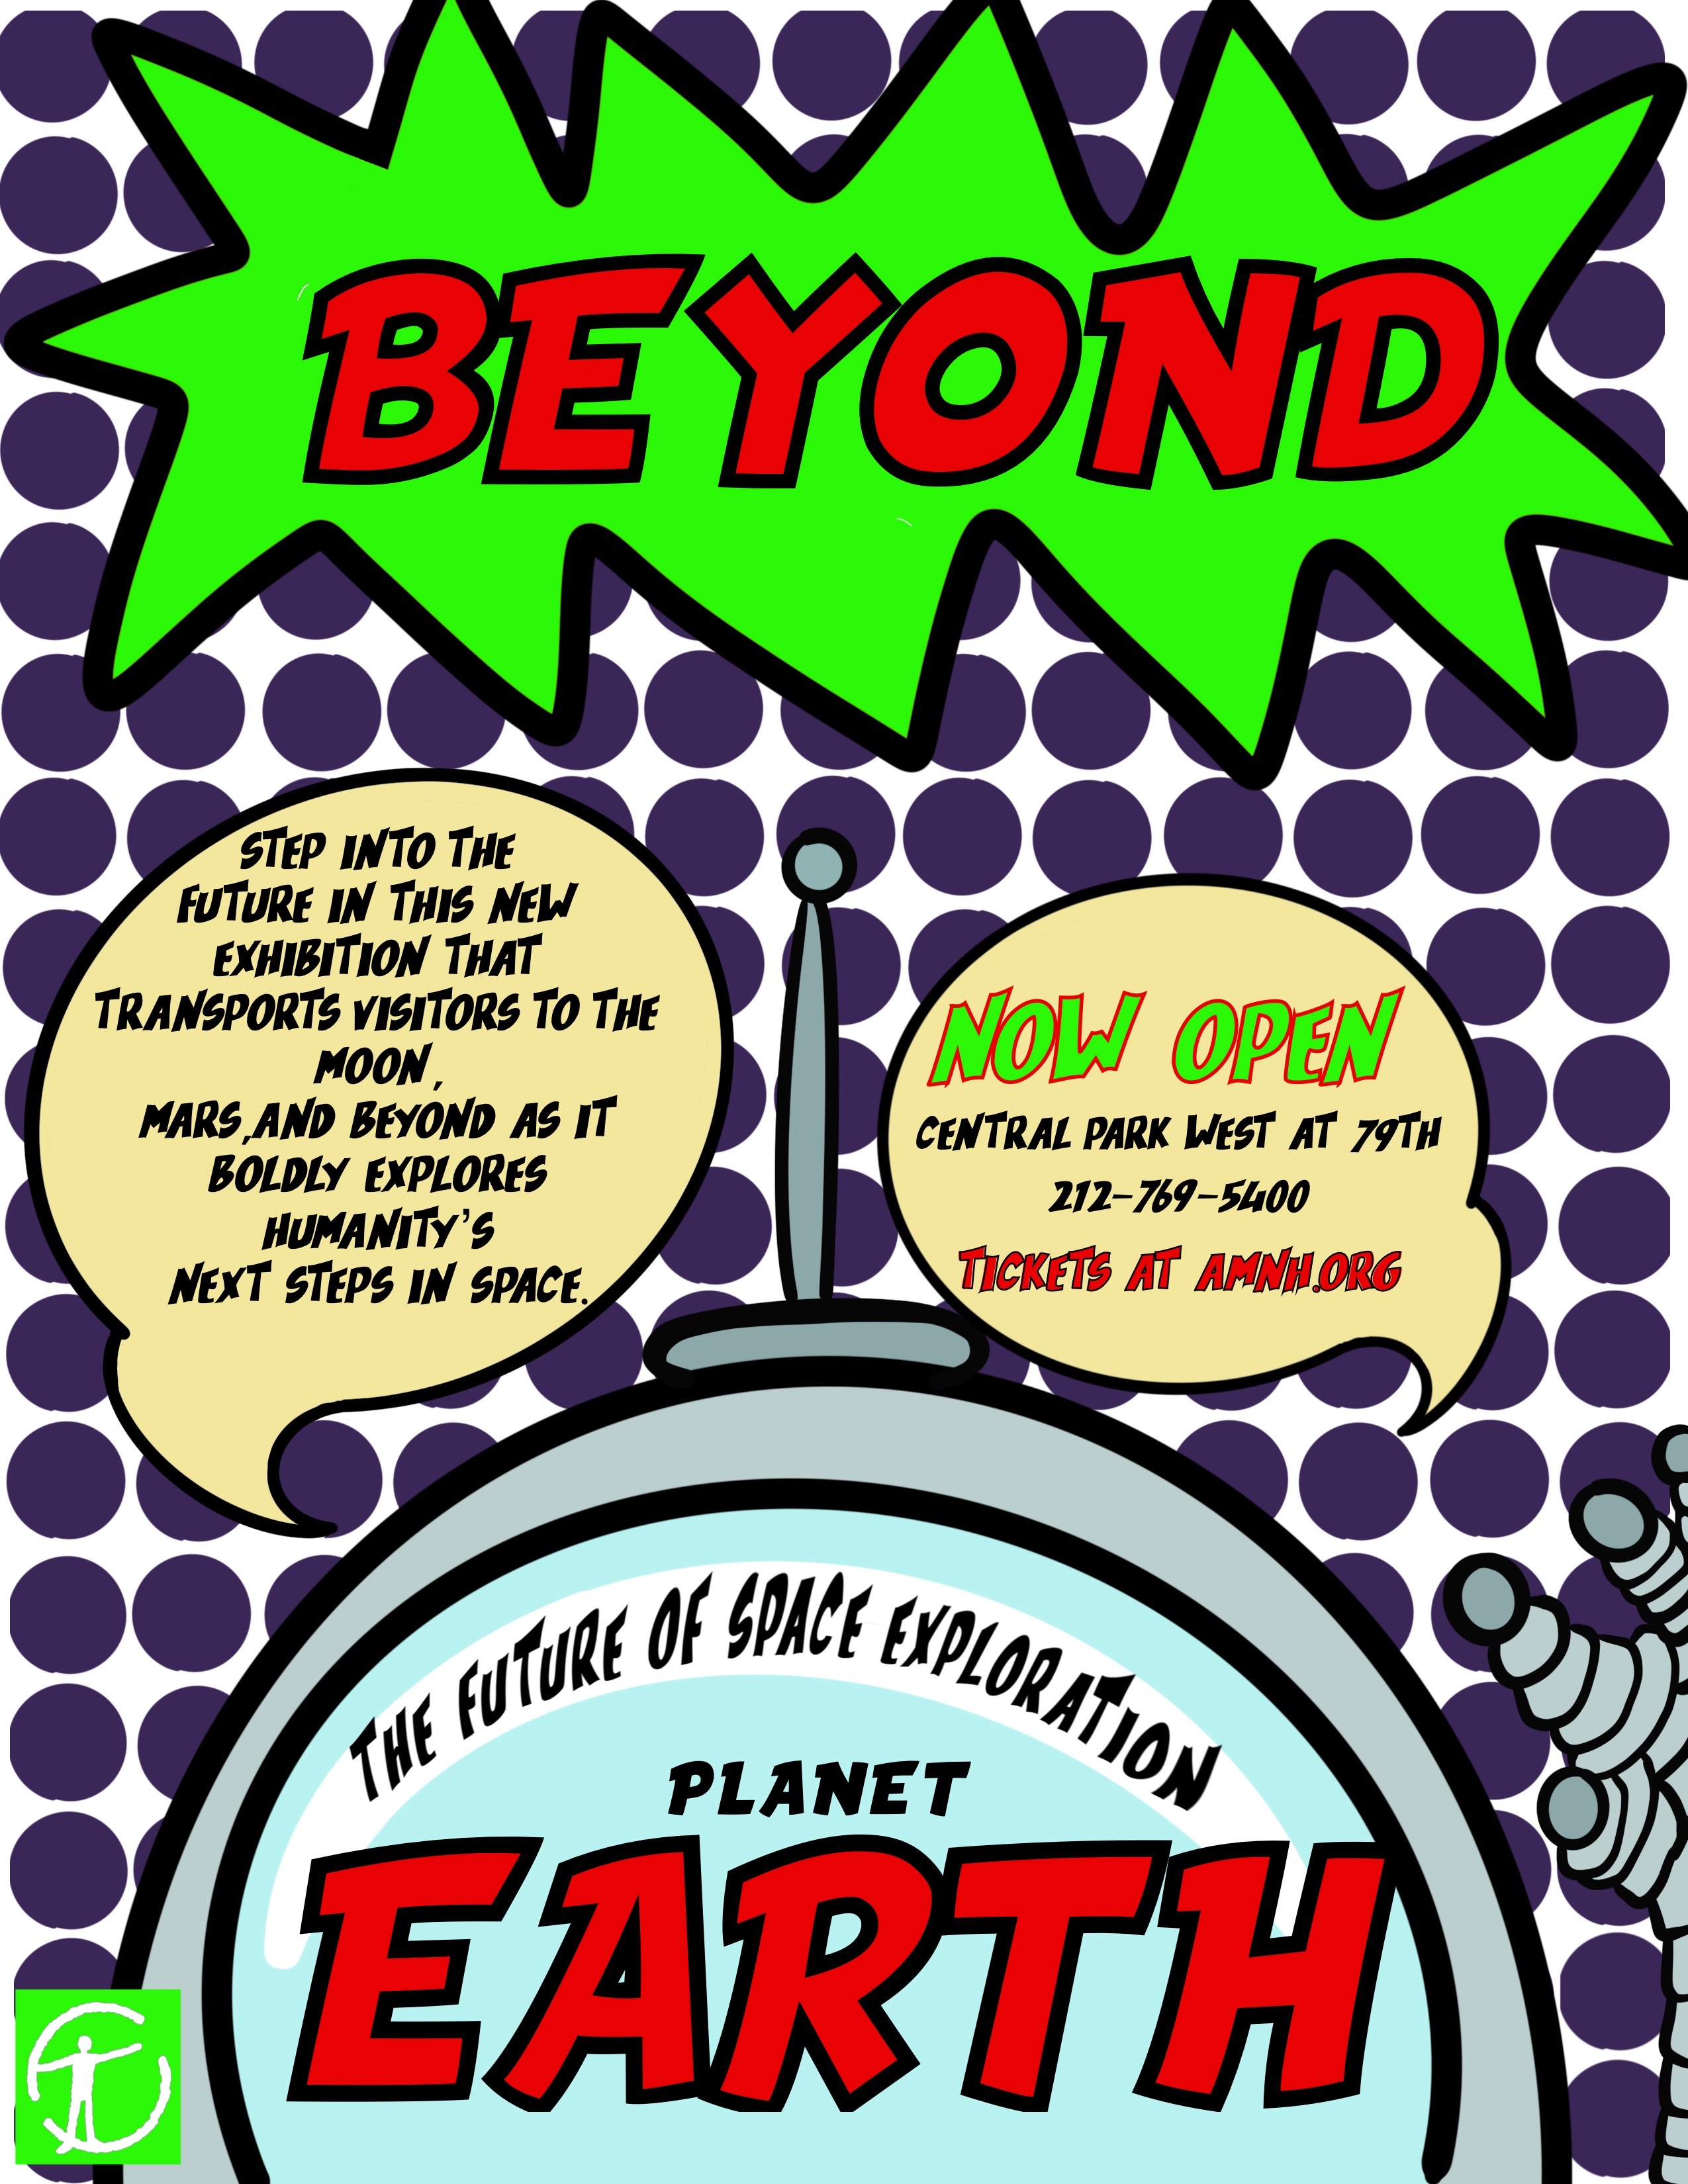 BEYOND
STEP INTO THE
FUTURE IN THIS NEW
EXHIBITION THAT
TRANSPORTS VISITORS TO THE
MOON,
MARS,AND BEYOND AS IT
BOLDLY EXPLORES
HUMANITY'S
NEXT STEPS IN SPACE.
NOW OPEN
CENTRAL PARK WEST AT 79TH
212-769-5400
TICKETS AT AMNH.ORG
THE FUTURE OF SPACE EXPLORATION
PLANET
EARTH